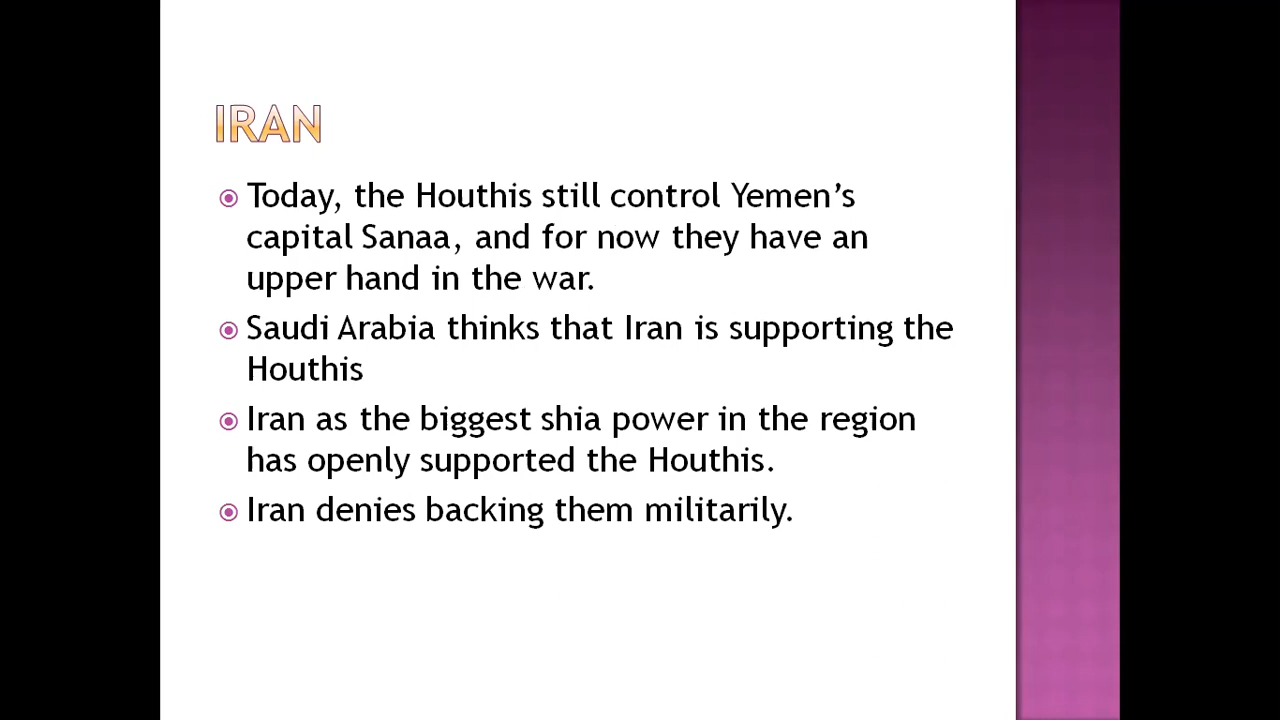 IRAN
Today, the Houthis still control Yemen’s
capital Sanaa, and for now they have an
upper hand in the war.
Saudi Arabia thinks that Iran is supporting the
Houthis
Iran as the biggest shia power in the region
has openly supported the Houthis.
Iran denies backing them militarily.